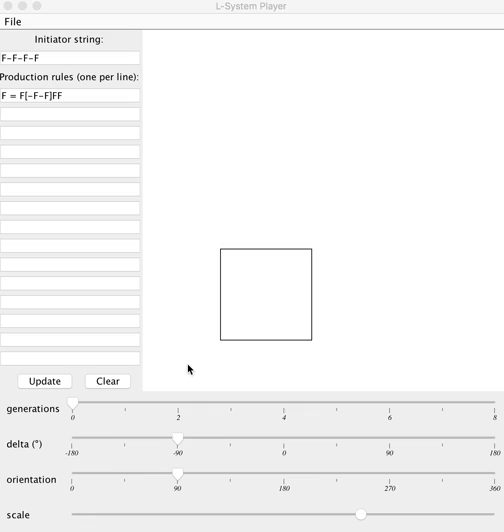 L-System Player
File
Initiator string:
F-F-F-F
Production rules (one per line):
F = F[-F-F]FF
Update Clear
generations
0 2 4 6 8
delta (°)
-180 -90 0 90 180
orientation
0 90 180 270 360
scale